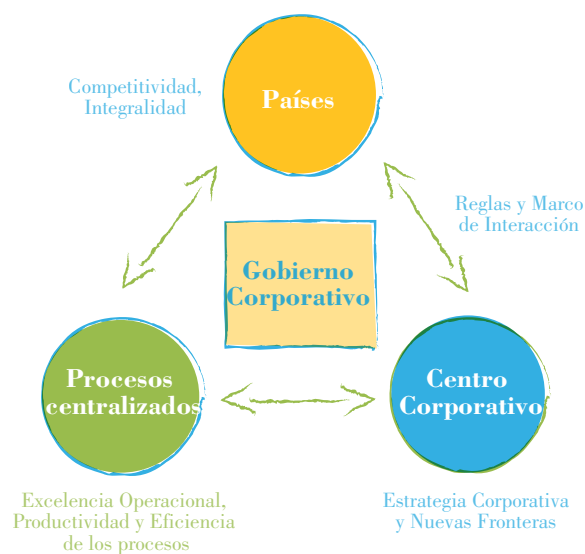 Países
Competitividad,
Integralidad
Reglas y Marco
de Interacción
Gobierno
Corporativo
Procesos
centralizados
Centro
Corporativo
Excelencia Operacional,
Productividad y Eficiencia
de los procesos
Estrategia Corporativa
y Nuevas Fronteras